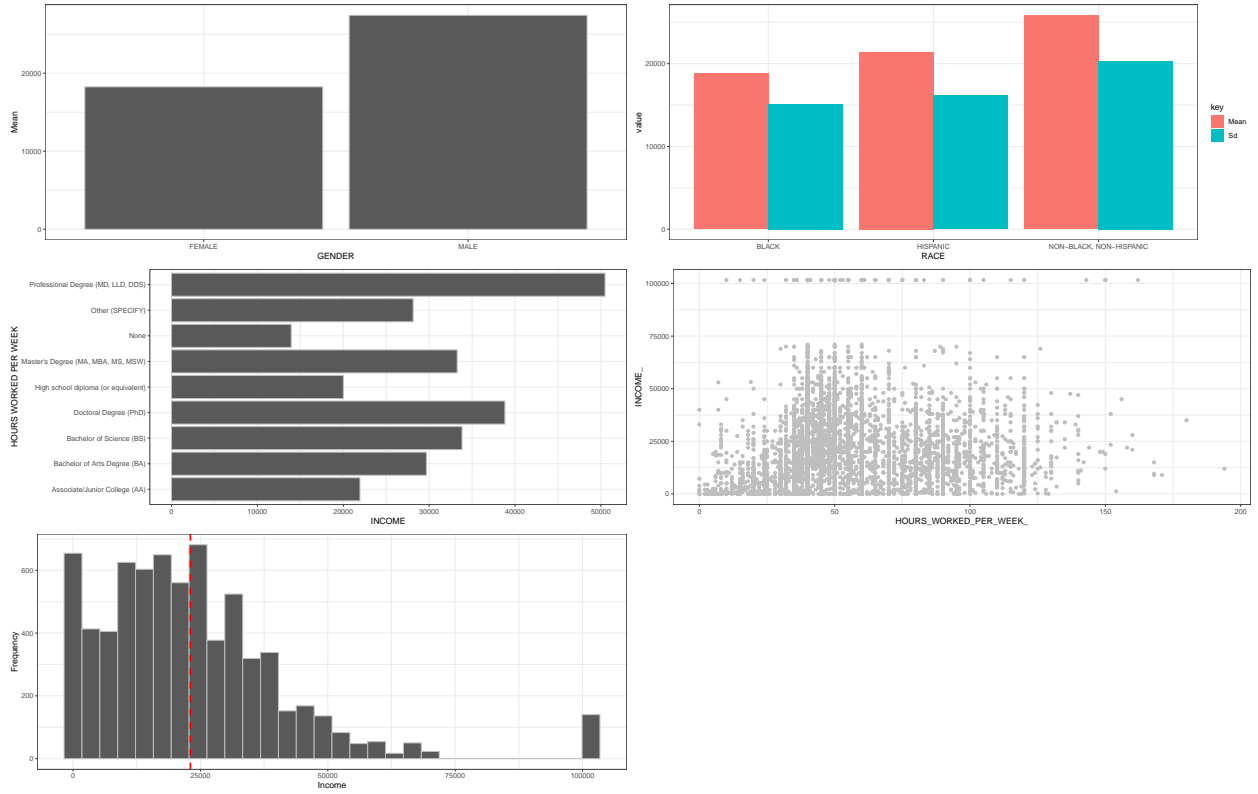 Mean
20000
10000
0
FEMALE
MALE
GENDER
value
20000
10000
0
BLACK
HISPANIC
NON−BLACK, NON−HISPANIC
RACE
key
Mean
Sd
HOURS WORKED PER WEEK
Professional Degree (MD, LLD, DDS)
Other (SPECIFY)
None
Master's Degree (MA, MBA, MS, MSW)
High school diploma (or equivalent)
Doctoral Degree (PhD)
Bachelor of Science (BS)
Bachelor of Arts Degree (BA)
Associate/Junior College (AA)
0
10000
20000
30000
40000
50000
INCOME
INCOME_
100000
75000
50000
25000
0
0
50
100
150
200
HOURS_WORKED_PER_WEEK_
Frequency
600
400
200
0
0
25000
50000
75000
100000
Income